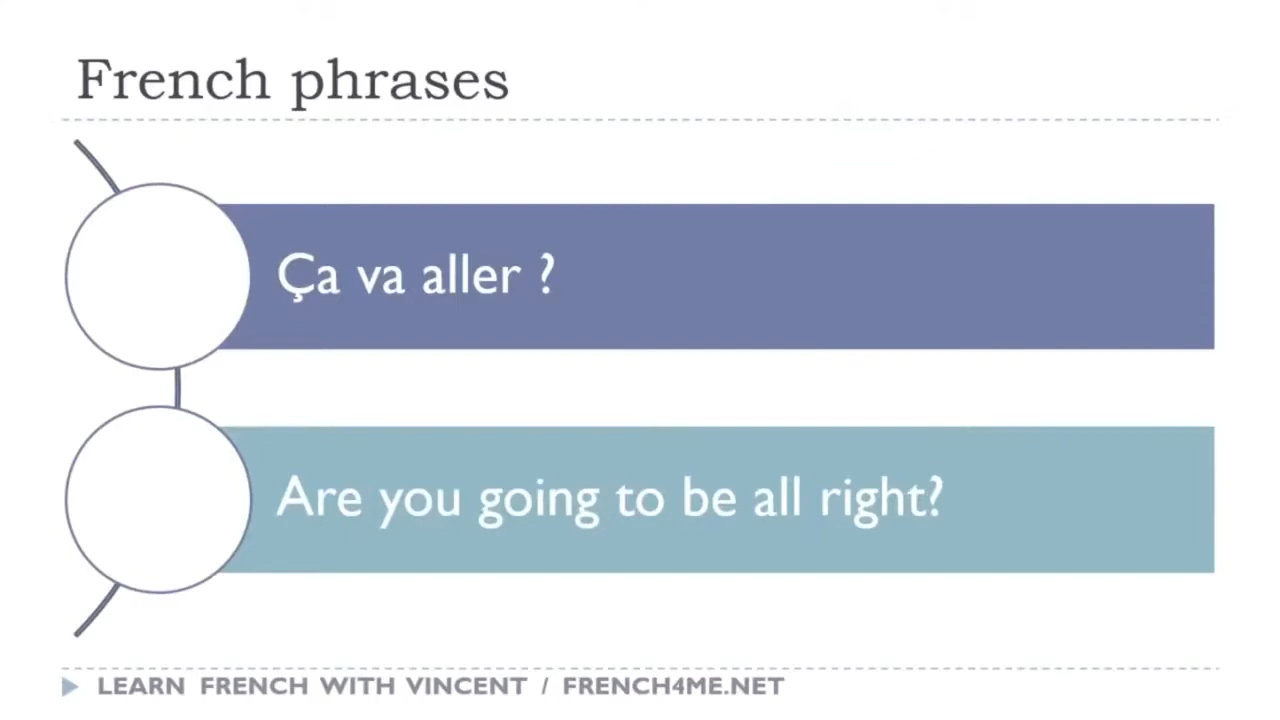 French phrases
Ça va aller ?
Are you going to be all right?
LEARN FRENCH WITH VINCENT / FRENCH4ME.NET